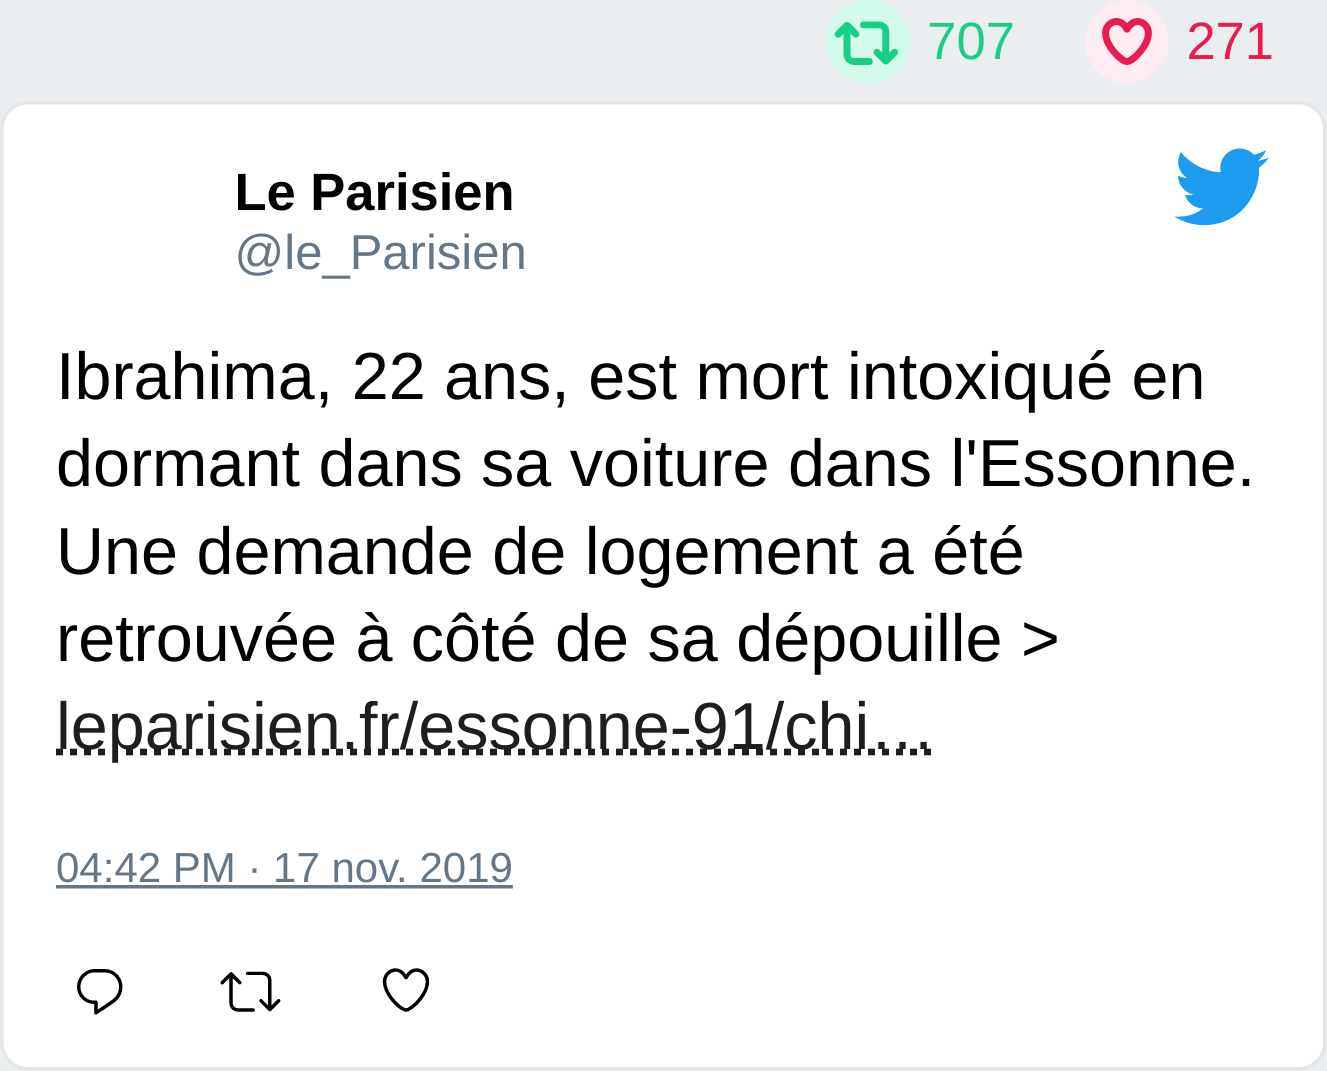 707 271
Le Parisien
@le_Parisien
Ibrahima, 22 ans, est mort intoxiqué en
dormant dans sa voiture dans l'Essonne.
Une demande de logement a été
retrouvée à côté de sa dépouille >
leparisien.fr/essonne-91/chi…
04:42 PM · 17 nov. 2019